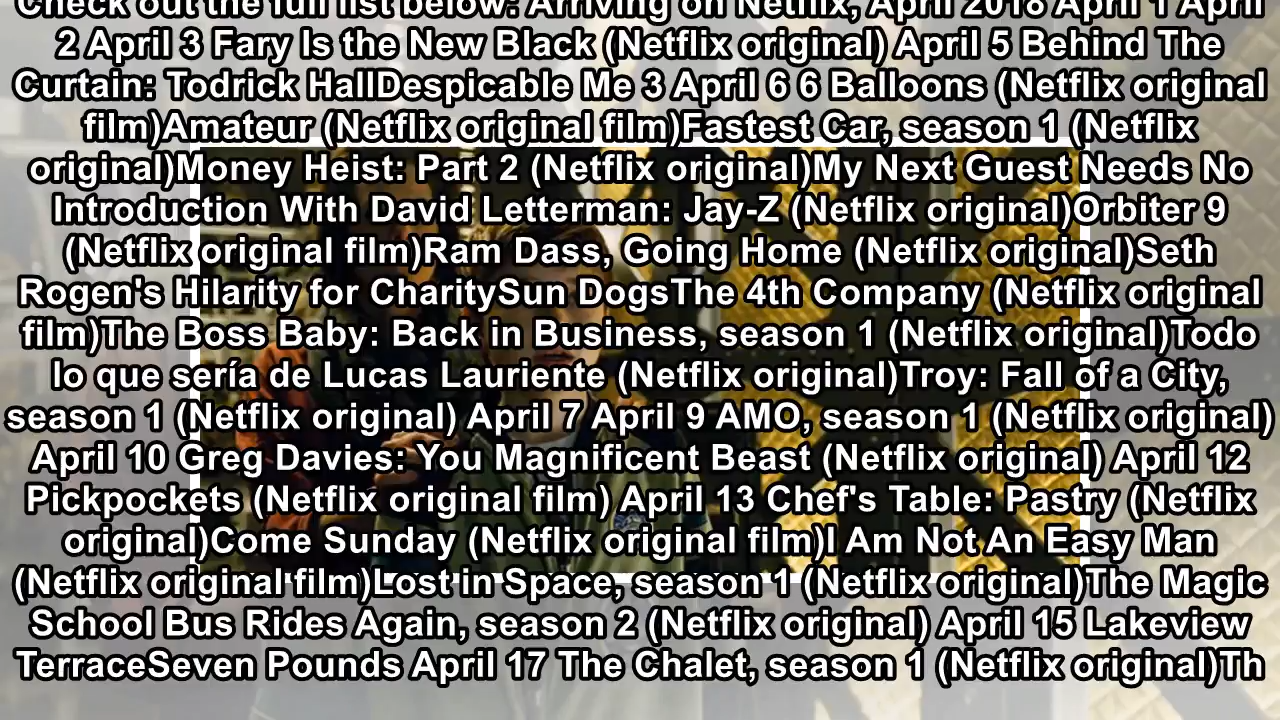 Check out the full list below: Arriving on Netflix, April 2018 April 1 April
2 April 3 Fary Is the New Black (Netflix original) April 5 Behind The
Curtain: Todrick HallDespicable Me 3 April 6 6 Balloons (Netflix original
film)Amateur (Netflix original film)Fastest Car, season 1 (Netflix
original)Money Heist: Part 2 (Netflix original)My Next Guest Needs No
Introduction With David Letterman: Jay-Z (Netflix original)Orbiter 9
(Netflix original film)Ram Dass, Going Home (Netflix original)Seth
Rogen's Hilarity for CharitySun DogsThe 4th Company (Netflix original
film)The Boss Baby: Back in Business, season 1 (Netflix original)Todo
lo que sería de Lucas Lauriente (Netflix original)Troy: Fall of a City,
season 1 (Netflix original) April 7 April 9 AMO, season 1 (Netflix original)
April 10 Greg Davies: You Magnificent Beast (Netflix original) April 12
Pickpockets (Netflix original film) April 13 Chef's Table: Pastry (Netflix
original)Come Sunday (Netflix original film)I Am Not An Easy Man
(Netflix original film)Lost in Space, season 1 (Netflix original)The Magic
School Bus Rides Again, season 2 (Netflix original) April 15 Lakeview
TerraceSeven Pounds April 17 The Chalet, season 1 (Netflix original)Th